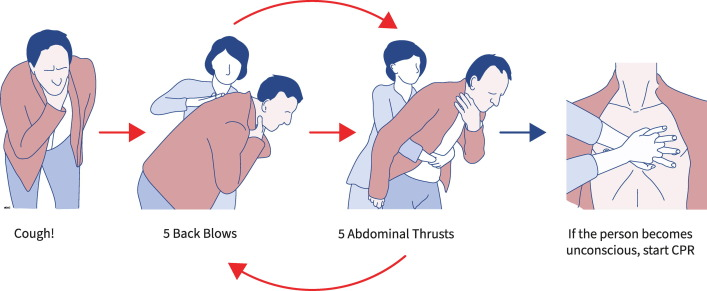 Cough!
5 Back Blows
5 Abdominal Thrusts
If the person becomes
unconscious, start CPR